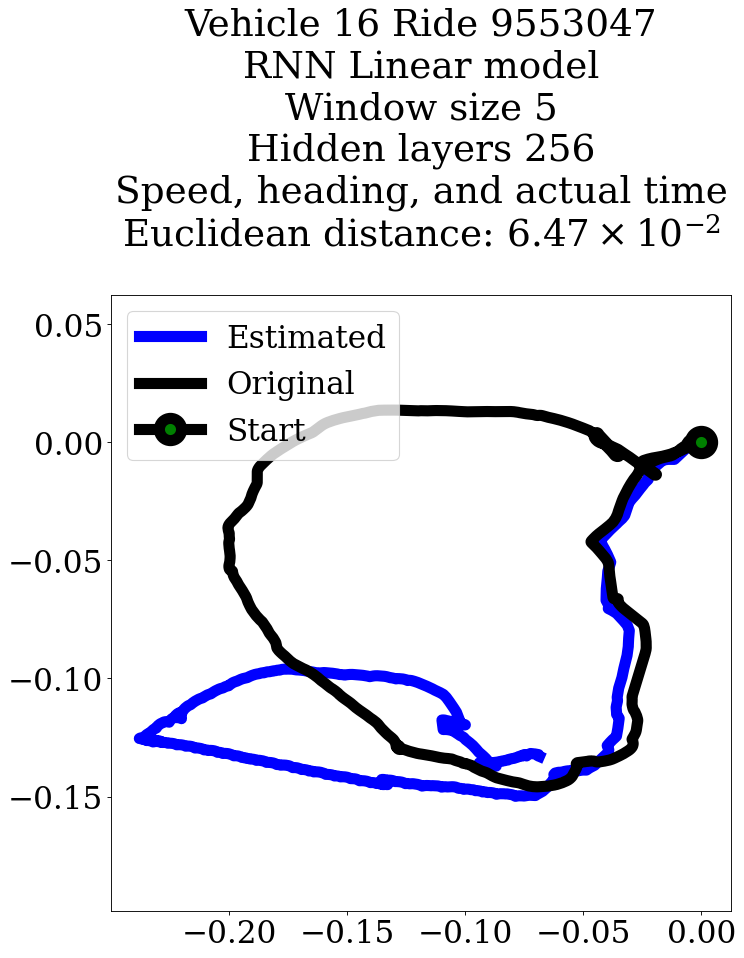 Vehicle 16 Ride 9553047
RNN Linear model
Window size 5
Hidden layers 256
Speed, heading, and actual time
Euclidean distance: 6.47 × 10⁻²
Estimated
Original
Start
0.05
0.00
−0.05
−0.10
−0.15
−0.20 −0.15 −0.10 −0.05 0.00